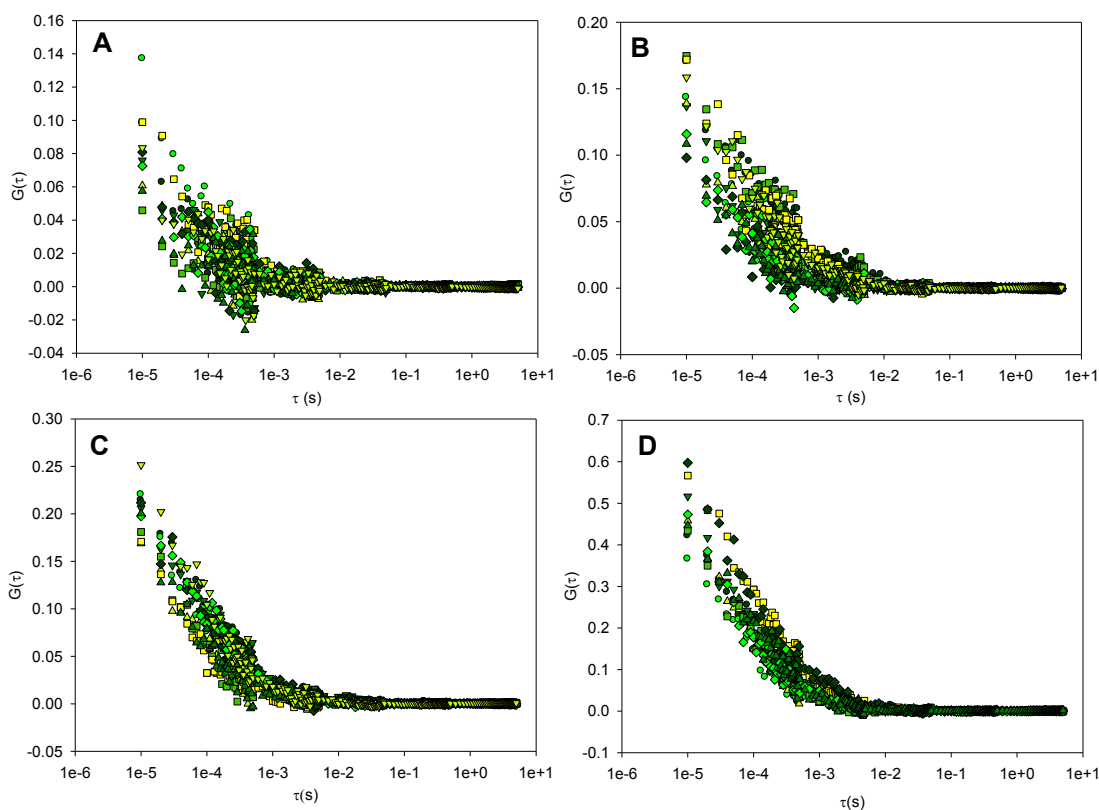 A
0.16
0.14
0.12
0.10
0.08
0.06
0.04
0.02
0.00
-0.02
-0.04
G(τ)
1e-6 1e-5 1e-4 1e-3 1e-2 1e-1 1e+0 1e+1
τ (s)
B
0.20
0.15
0.10
0.05
0.00
-0.05
G(τ)
1e-6 1e-5 1e-4 1e-3 1e-2 1e-1 1e+0 1e+1
τ (s)
C
0.30
0.25
0.20
0.15
0.10
0.05
0.00
-0.05
G(τ)
1e-6 1e-5 1e-4 1e-3 1e-2 1e-1 1e+0 1e+1
τ(s)
D
0.7
0.6
0.5
0.4
0.3
0.2
0.1
0.0
-0.1
G(τ)
1e-6 1e-5 1e-4 1e-3 1e-2 1e-1 1e+0 1e+1
τ(s)